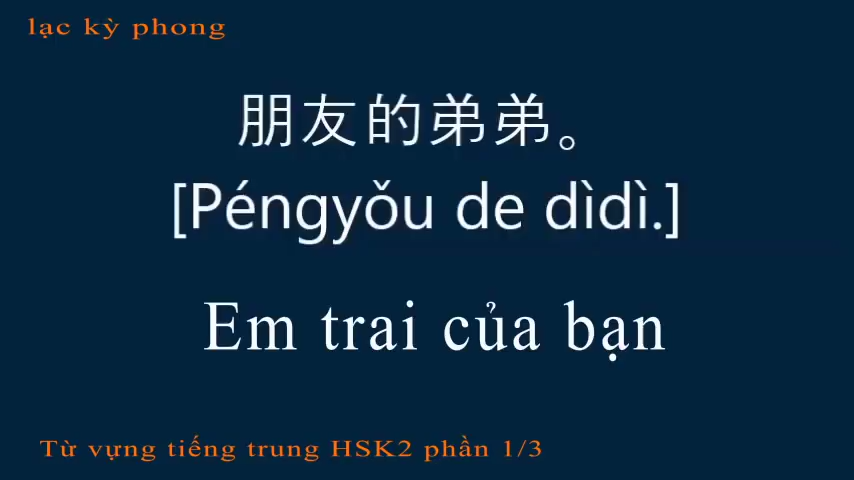 lạc kỳ phong
朋友的弟弟。
[Péngyǒu de dìdì.]
Em trai của bạn
Từ vựng tiếng trung HSK2 phần 1/3